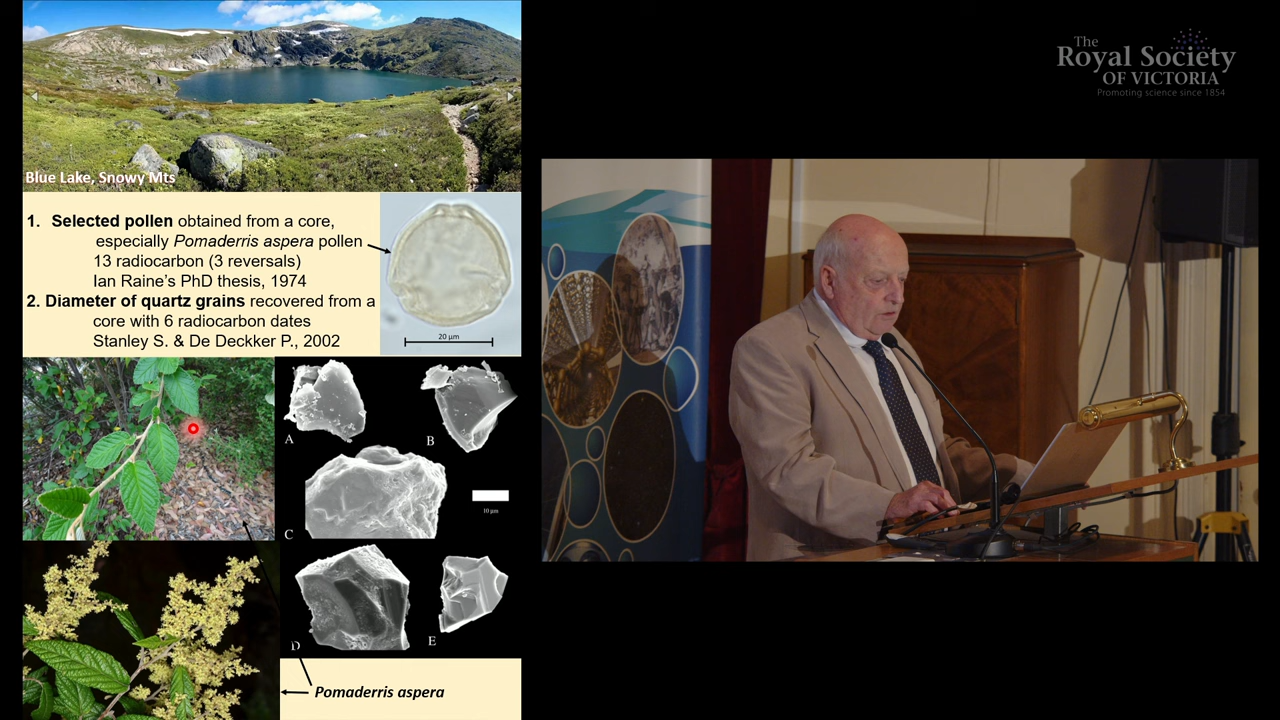 The
Royal Society
OF VICTORIA
Promoting science since 1854
Blue Lake, Snowy Mts
1. Selected pollen obtained from a core,
especially Pomaderris aspera pollen
13 radiocarbon (3 reversals)
Ian Raine's PhD thesis, 1974
2. Diameter of quartz grains recovered from a
core with 6 radiocarbon dates
Stanley S. & De Deckker P., 2002
20 µm
A
B
C
10 µm
D
E
Pomaderris aspera